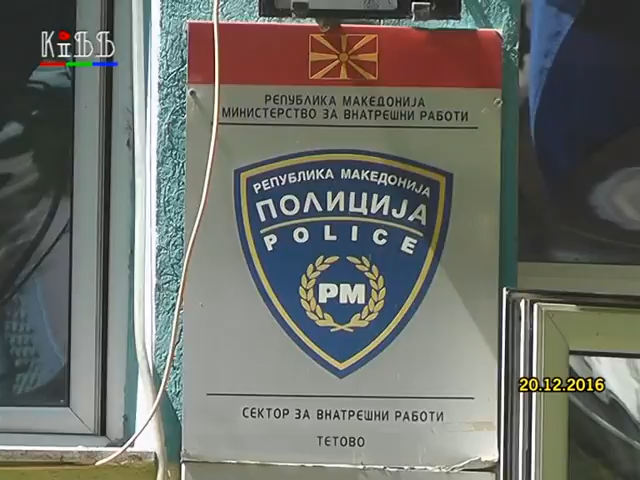 KiББ
РЕПУБЛИКА МАКЕДОНИЈА
МИНИСТЕРСТВО ЗА ВНАТРЕШНИ РАБОТИ
РЕПУБЛИКА МАКЕДОНИЈА
ПОЛИЦИЈА
POLICE
РМ
СЕКТОР ЗА ВНАТРЕШНИ РАБОТИ
ТЕТОВО
20.12.2016